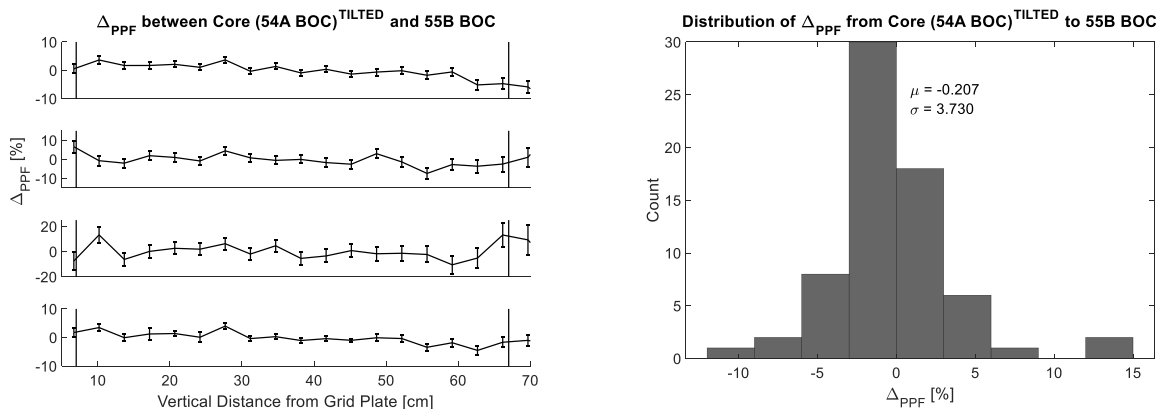 Δ_PPF between Core (54A BOC)^TILTED and 55B BOC
10
0
-10
10
0
-10
20
0
-20
10
0
-10
Δ_PPF [%]
10 20 30 40 50 60 70
Vertical Distance from Grid Plate [cm]
Distribution of Δ_PPF from Core (54A BOC)^TILTED to 55B BOC
30
25
20
15
10
5
0
Count
μ = -0.207
σ = 3.730
-10 -5 0 5 10 15
Δ_PPF [%]